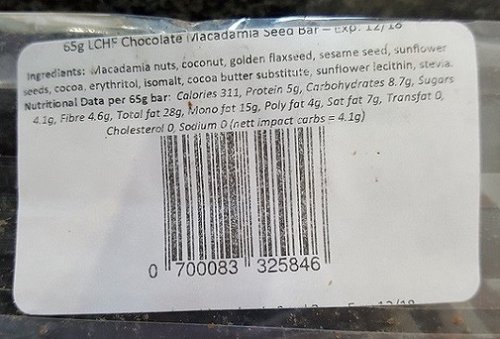 65g LCHF Chocolate Macadamia Seed Bar – Exp. 12/18
Ingredients: Macadamia nuts, coconut, golden flaxseed, sesame seed, sunflower
seeds, cocoa, erythritol, isomalt, cocoa butter substitute, sunflower lecithnin, stevia.
Nutritional Data per 65g bar: Calories 311, Protein 5g, Carbohydrates 8.7g, Sugars
4.1g, Fibre 4.6g, Total fat 28g, Mono fat 15g, Poly fat 4g, Sat fat 7g, Transfat 0,
Cholesterol 0, Sodium 0 (nett impact carbs = 4.1g)
0 700083 325846
12/18